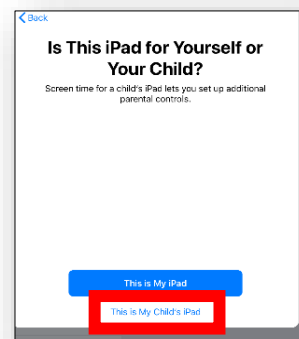 Back
Is This iPad for Yourself or
Your Child?
Screen time for a child's iPad lets you set up additional
parental controls.
This is My iPad
This is My Child's iPad